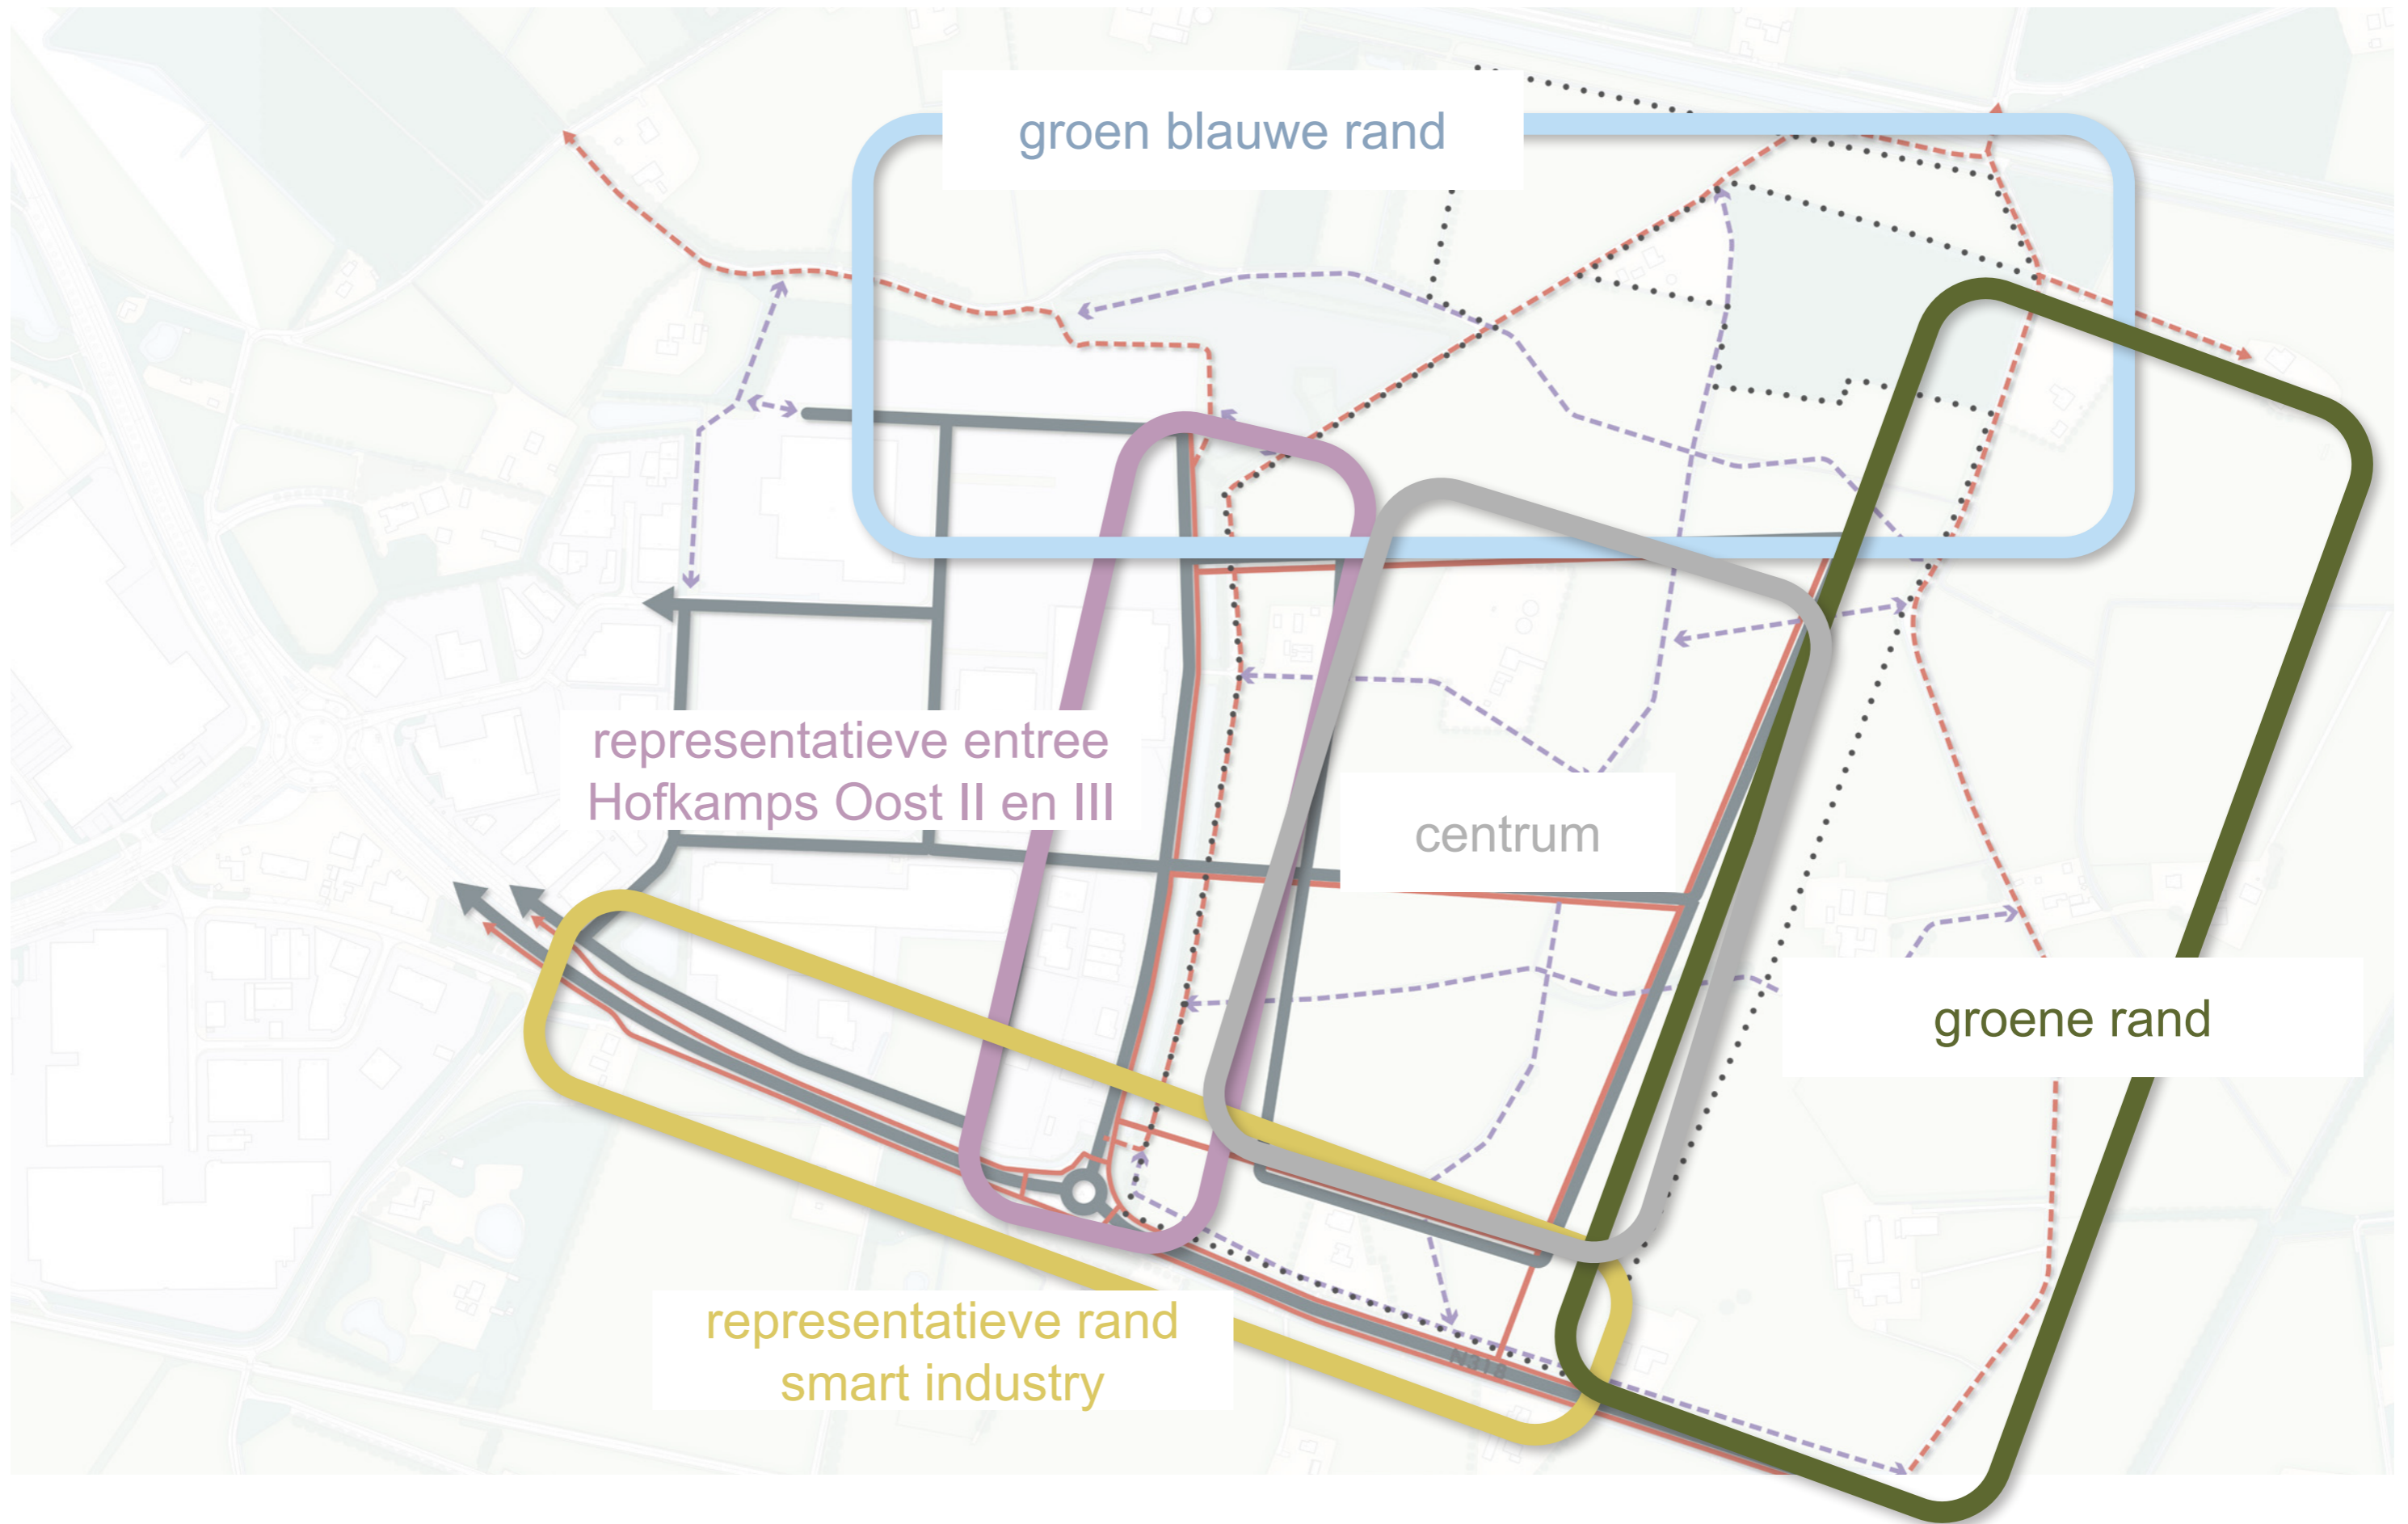 groen blauwe rand
representatieve entree
Hofkamps Oost II en III
centrum
groene rand
representatieve rand
smart industry